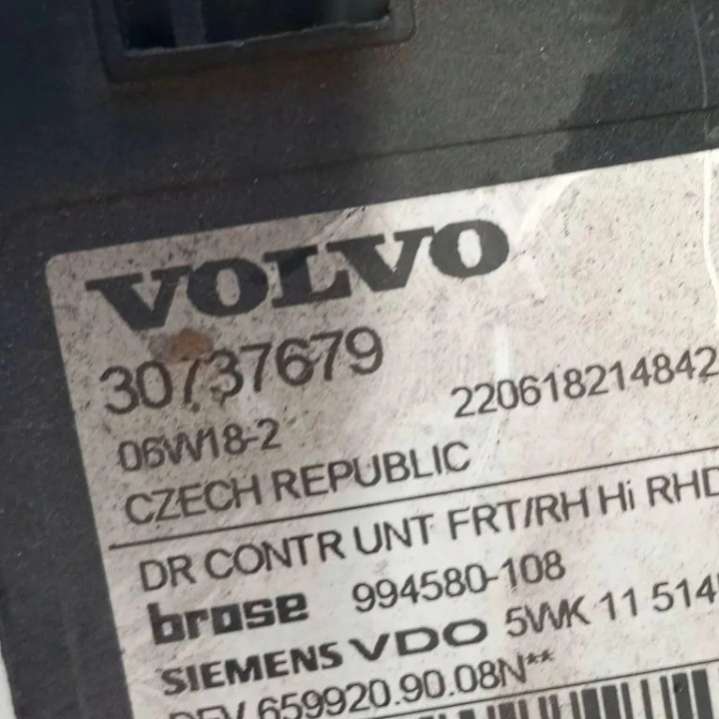 VOLVO
30737679
220618214842
06W18-2
CZECH REPUBLIC
DR CONTR UNT FRT/RH Hi RHD
brose 994580-108
SIEMENS VDO 5WK 11 514
659920.90.08N**